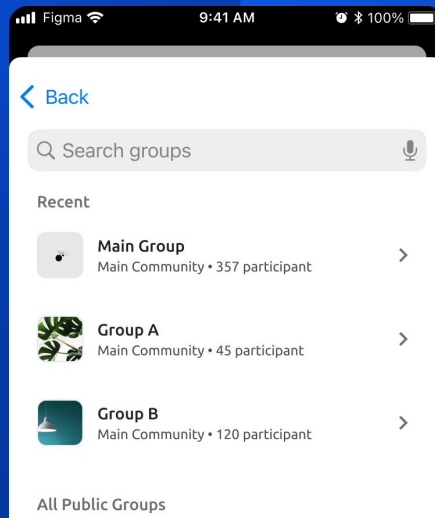 Figma 9:41 AM 100%
Back
Search groups
Recent
Main Group
Main Community • 357 participant
Group A
Main Community • 45 participant
Group B
Main Community • 120 participant
All Public Groups